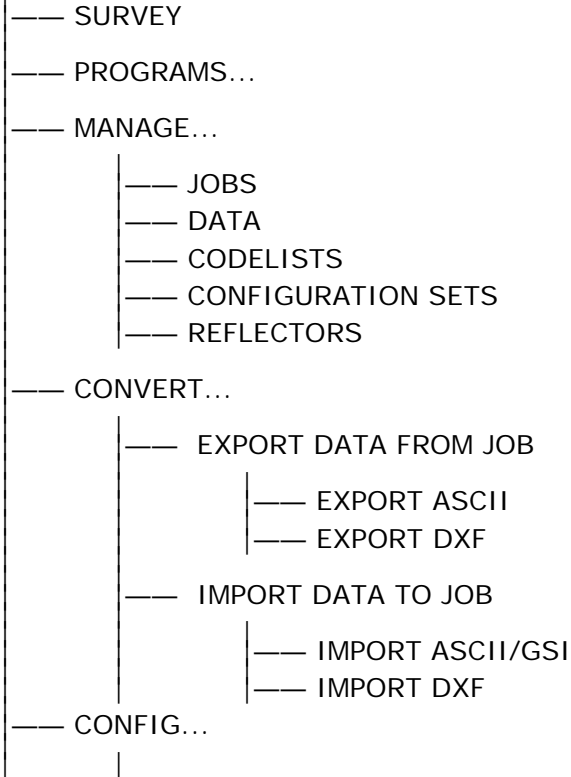 SURVEY
PROGRAMS...
MANAGE...
JOBS
DATA
CODELISTS
CONFIGURATION SETS
REFLECTORS
CONVERT...
EXPORT DATA FROM JOB
EXPORT ASCII
EXPORT DXF
IMPORT DATA TO JOB
IMPORT ASCII/GSI
IMPORT DXF
CONFIG...